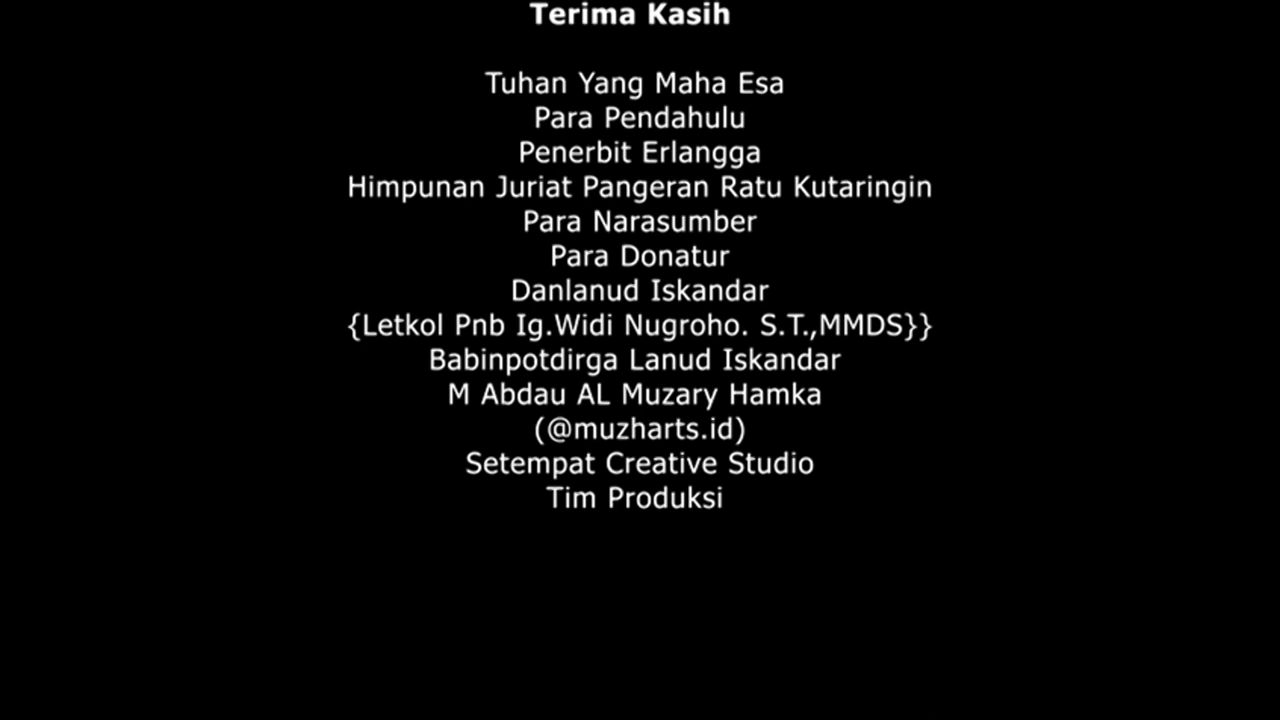 Terima Kasih
Tuhan Yang Maha Esa
Para Pendahulu
Penerbit Erlangga
Himpunan Juriat Pangeran Ratu Kutaringin
Para Narasumber
Para Donatur
Danlanud Iskandar
{Letkol Pnb Ig.Widi Nugroho. S.T.,MMDS}}
Babinpotdirga Lanud Iskandar
M Abdau AL Muzary Hamka
(@muzharts.id)
Setempat Creative Studio
Tim Produksi